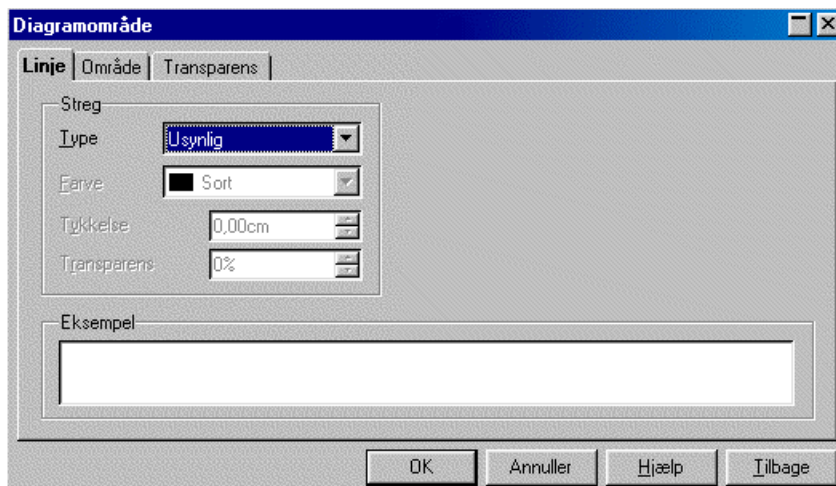 Diagramområde
Linje Område Transparens
Streg
Type Usynlig
Farve Sort
Tykkelse 0,00cm
Transparens 0%
Eksempel
OK Annuller Hjælp Tilbage